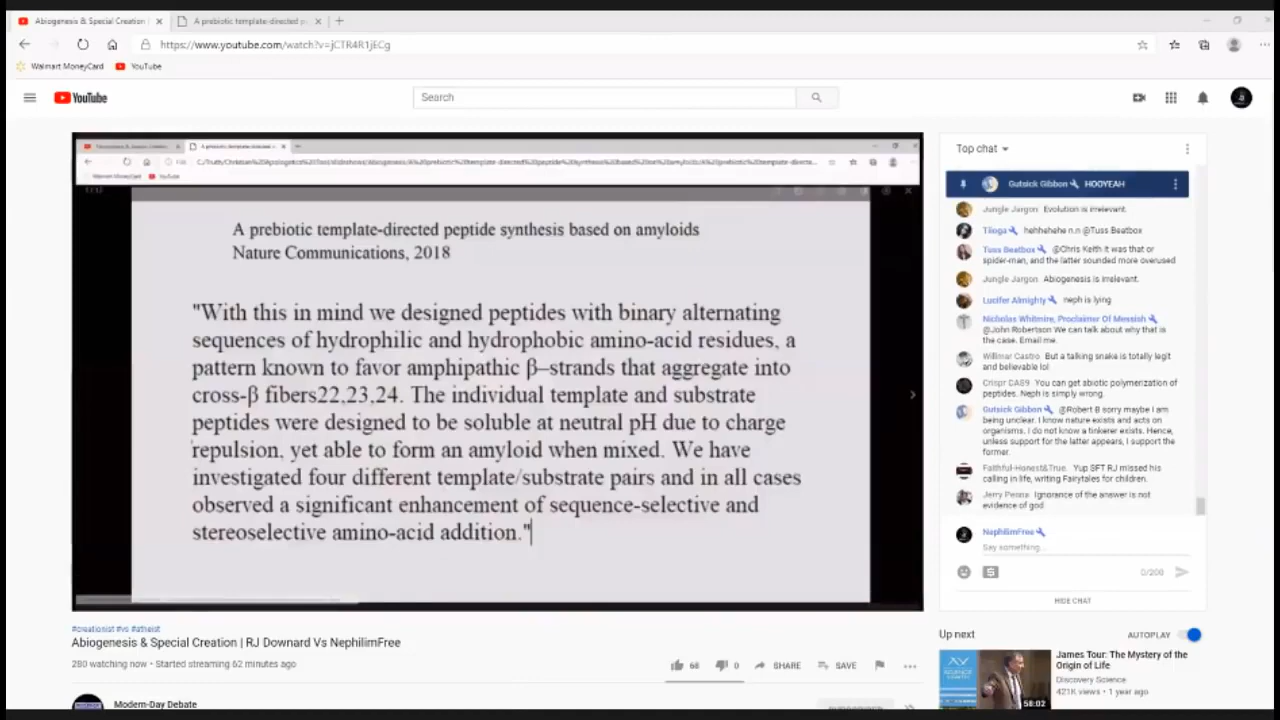 Abiogenesis & Special Creation
A prebiotic template-directed p
https://www.youtube.com/watch?v=jCTR4R1jECg
Walmart MoneyCard
YouTube
YouTube
Search
A prebiotic template-directed peptide synthesis based on amyloids
Nature Communications, 2018
"With this in mind we designed peptides with binary alternating
sequences of hydrophilic and hydrophobic amino-acid residues, a
pattern known to favor amphipathic β–strands that aggregate into
cross-β fibers22,23,24. The individual template and substrate
peptides were designed to be soluble at neutral pH due to charge
repulsion, yet able to form an amyloid when mixed. We have
investigated four different template/substrate pairs and in all cases
observed a significant enhancement of sequence-selective and
stereoselective amino-acid addition."
#creationist #vs #atheist
Abiogenesis & Special Creation | RJ Downard Vs NephilimFree
280 watching now • Started streaming 62 minutes ago
68
0
SHARE
SAVE
Modern-Day Debate
Top chat
Gutsick Gibbon HOOYEAH
Jungle Jargon Evolution is irrelevant.
Tiloga hehhehehe n.n @Tuss Beatbox
Tuss Beatbox @Chris Keith it was that or
spider-man, and the latter sounded more overused
Jungle Jargon Abiogenesis is irrelevant.
Lucifer Almighty neph is lying
Nicholas Whitmire, Proclaimer Of Messiah
@John Robertson We can talk about why that is
the case. Email me.
Willmar Castro But a talking snake is totally legit
and believable lol
Crispr CAS9 You can get abiotic polymerization of
peptides. Neph is simply wrong.
Gutsick Gibbon @Robert B sorry maybe I am
being unclear. I know nature exists and acts on
organisms. I do not know a tinkerer exists. Hence,
unless support for the latter appears, I support the
former.
Faithful-Honest&True. Yup SFT RJ missed his
calling in life, writing Fairytales for children.
Jerry Penna Ignorance of the answer is not
evidence of god
NephilimFree
Say something...
0/200
HIDE CHAT
Up next
AUTOPLAY
James Tour: The Mystery of the
Origin of Life
Discovery Science
421K views • 1 year ago
58:02